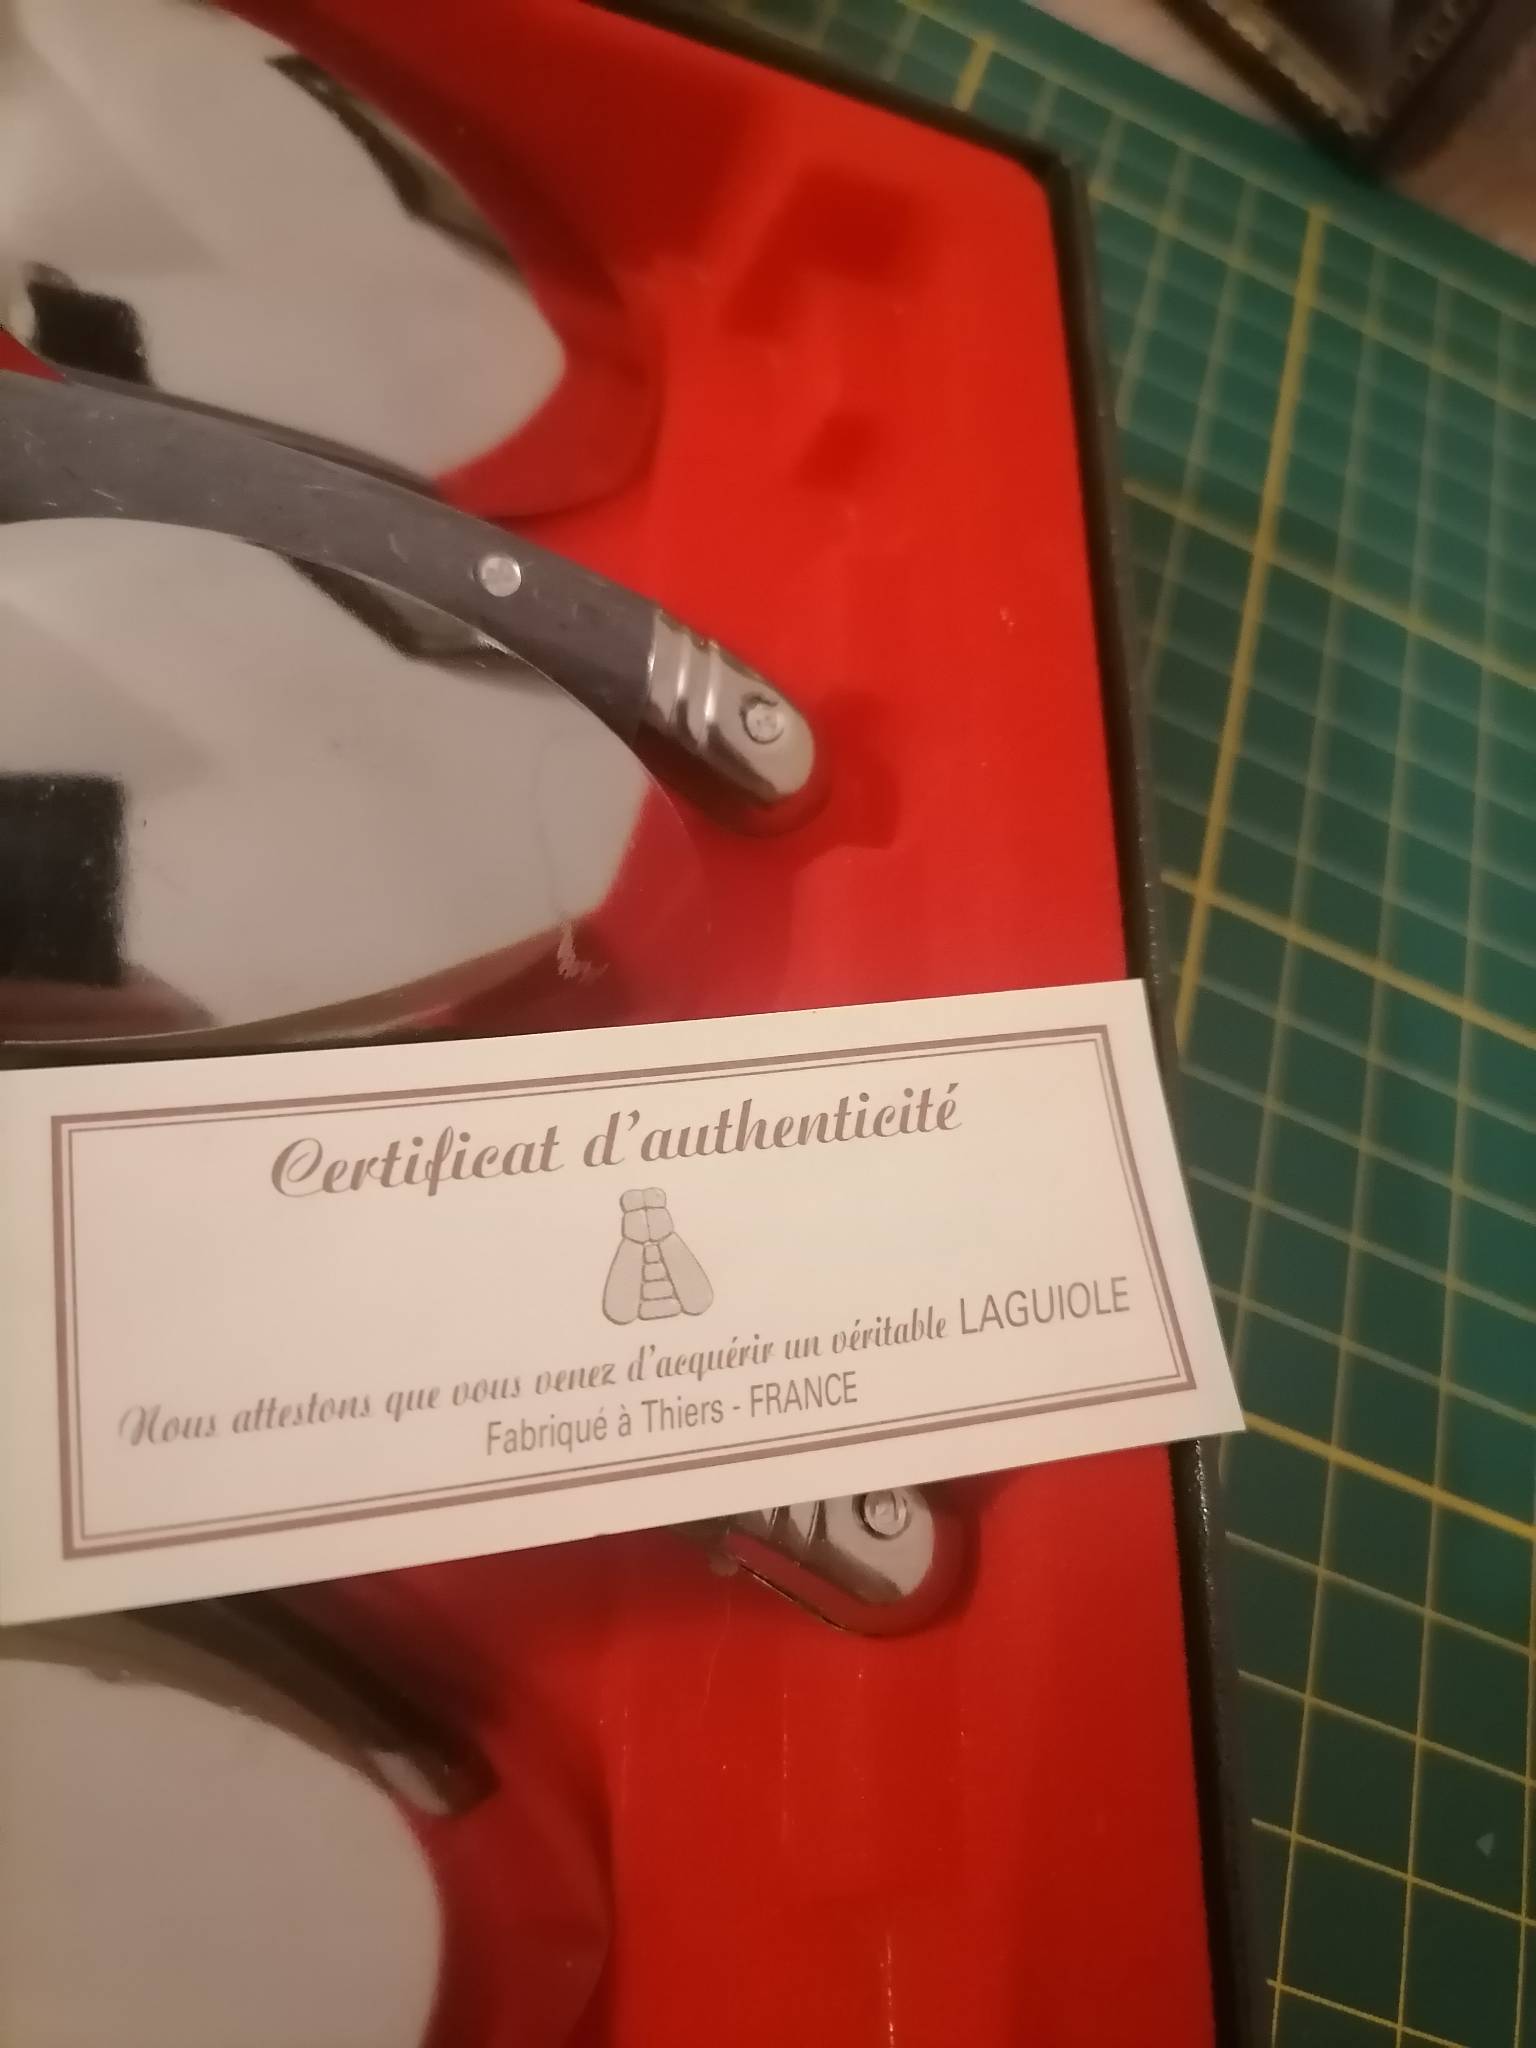 Certificat d'authenticité
Nous attestons que vous venez d'acquérir un véritable LAGUIOLE
Fabriqué à Thiers - FRANCE